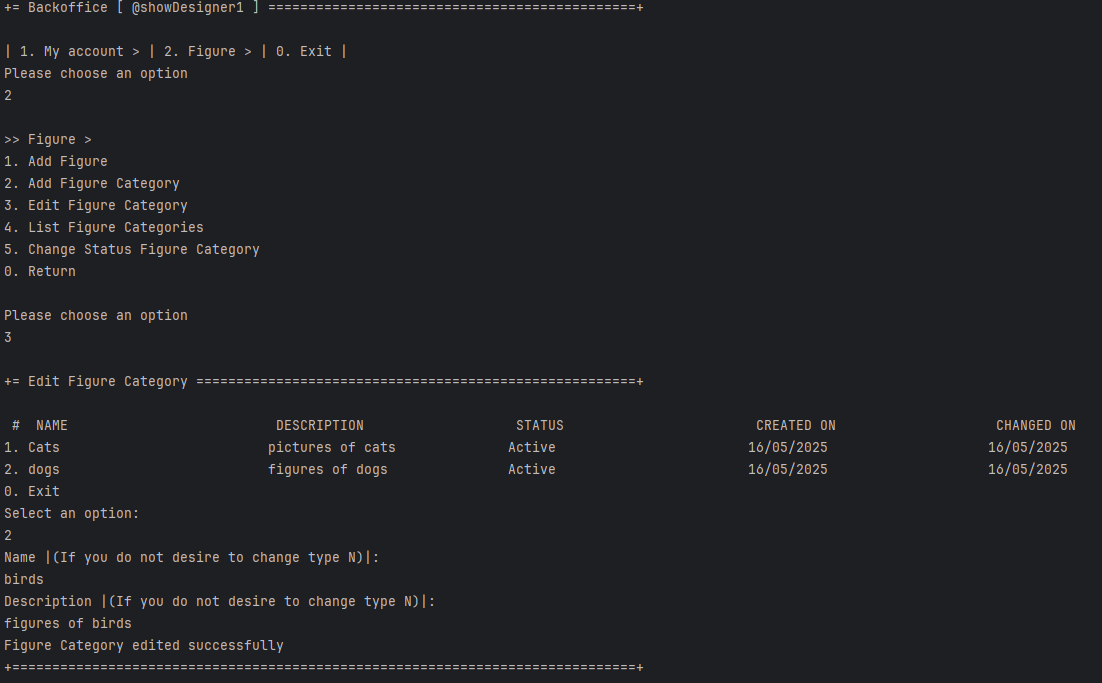 += Backoffice [ @showDesigner1 ] ==============================================+
| 1. My account > | 2. Figure > | 0. Exit |
Please choose an option
2
>> Figure >
1. Add Figure
2. Add Figure Category
3. Edit Figure Category
4. List Figure Categories
5. Change Status Figure Category
0. Return
Please choose an option
3
+= Edit Figure Category =======================================================+
# NAME DESCRIPTION STATUS CREATED ON CHANGED ON
1. Cats pictures of cats Active 16/05/2025 16/05/2025
2. dogs figures of dogs Active 16/05/2025 16/05/2025
0. Exit
Select an option:
2
Name |(If you do not desire to change type N)|:
birds
Description |(If you do not desire to change type N)|:
figures of birds
Figure Category edited successfully
+==============================================================================+